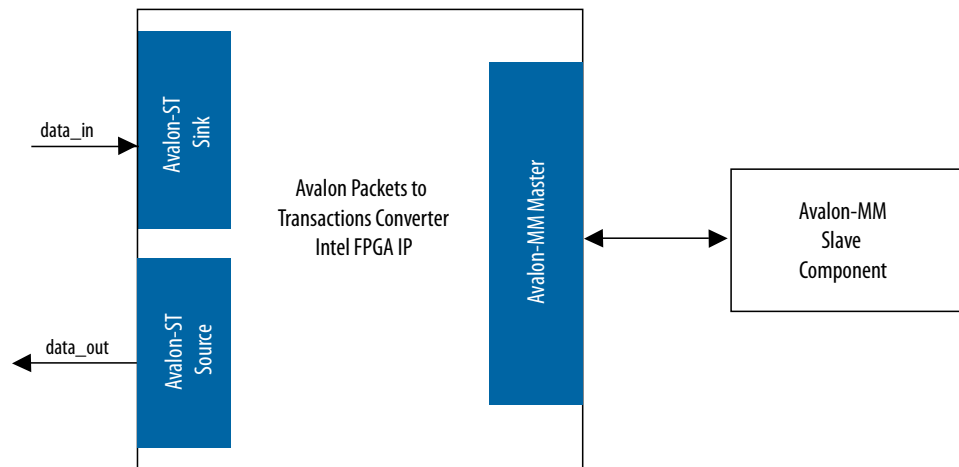 data_in
Avalon-ST
Sink
Avalon Packets to
Transactions Converter
Intel FPGA IP
Avalon-MM Master
Avalon-MM
Slave
Component
data_out
Avalon-ST
Source